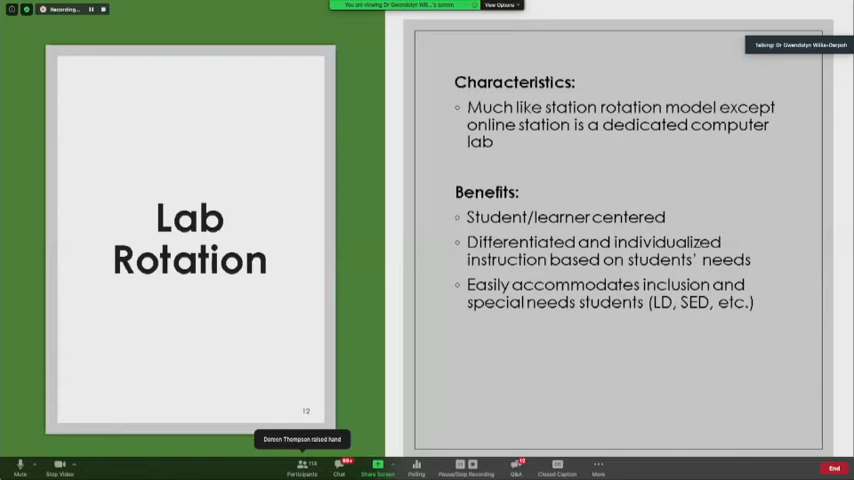 Recording...
You are viewing Dr Gwendolyn Willis-'s screen
View Options
Talking: Dr Gwendolyn Willis-Darpoh
Lab
Rotation
12
Characteristics:
Much like station rotation model except
online station is a dedicated computer
lab
Benefits:
Student/learner centered
Differentiated and individualized
instruction based on students' needs
Easily accommodates inclusion and
special needs students (LD, SED, etc.)
Doreen Thompson raised hand
Mute
Stop Video
Participants
Chat
Share Screen
Polling
Pause/Stop Recording
Q&A
Closed Caption
More
End